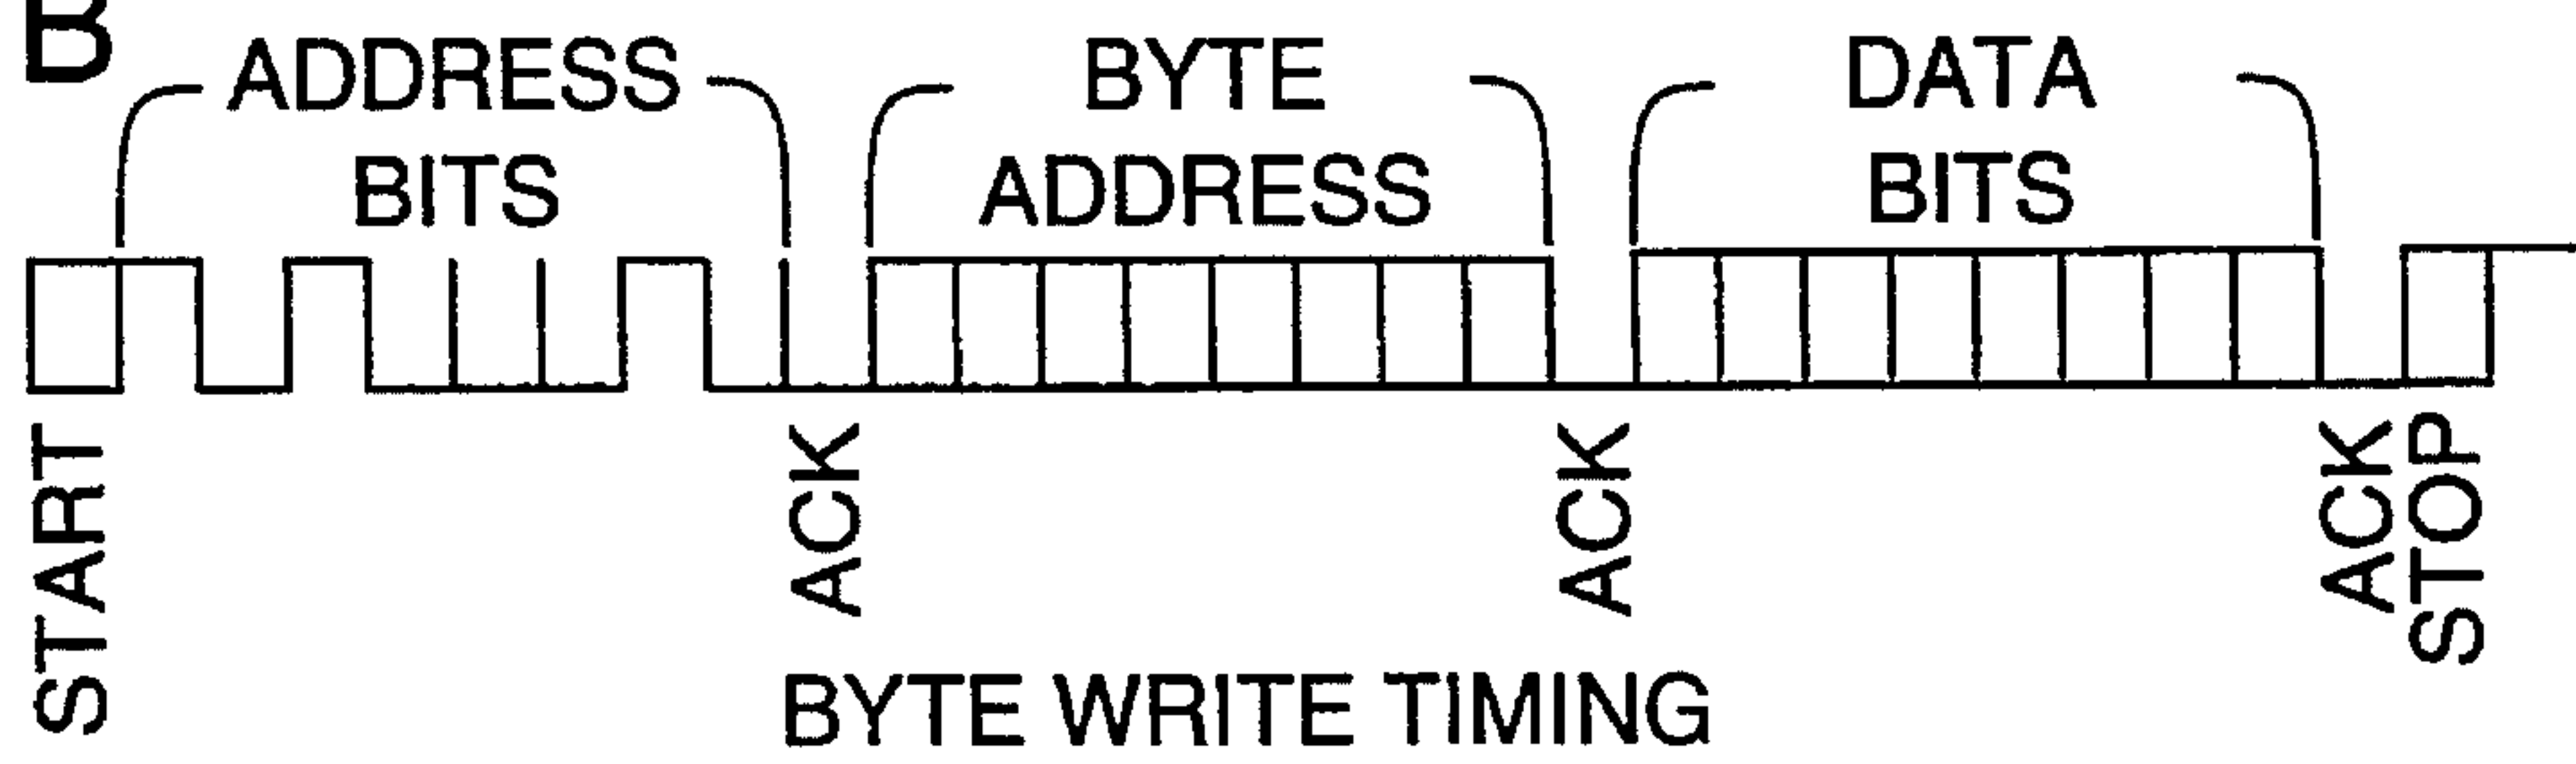 B
ADDRESS
BITS
BYTE
ADDRESS
DATA
BITS
START
ACK
ACK
ACK
STOP
BYTE WRITE TIMING